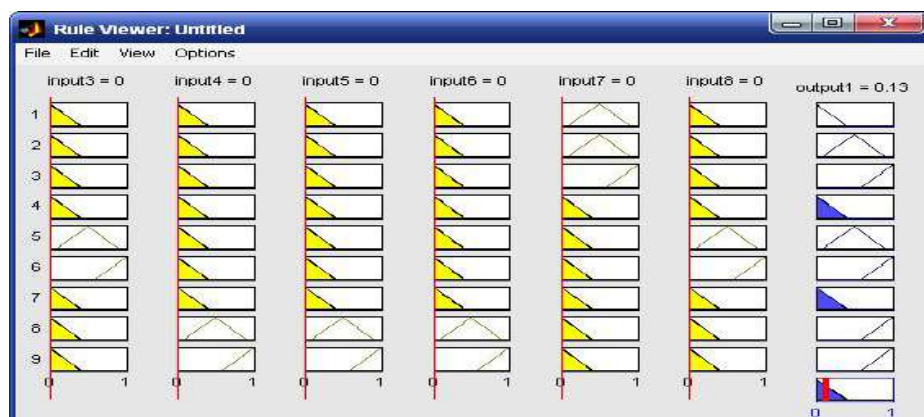 Rule Viewer: Untitled
File Edit View Options
input3 = 0 input4 = 0 input5 = 0 input6 = 0 input7 = 0 input8 = 0 output1 = 0.13
1
2
3
4
5
6
7
8
9
0 1 0 1 0 1 0 1 0 1 0 1
0 1